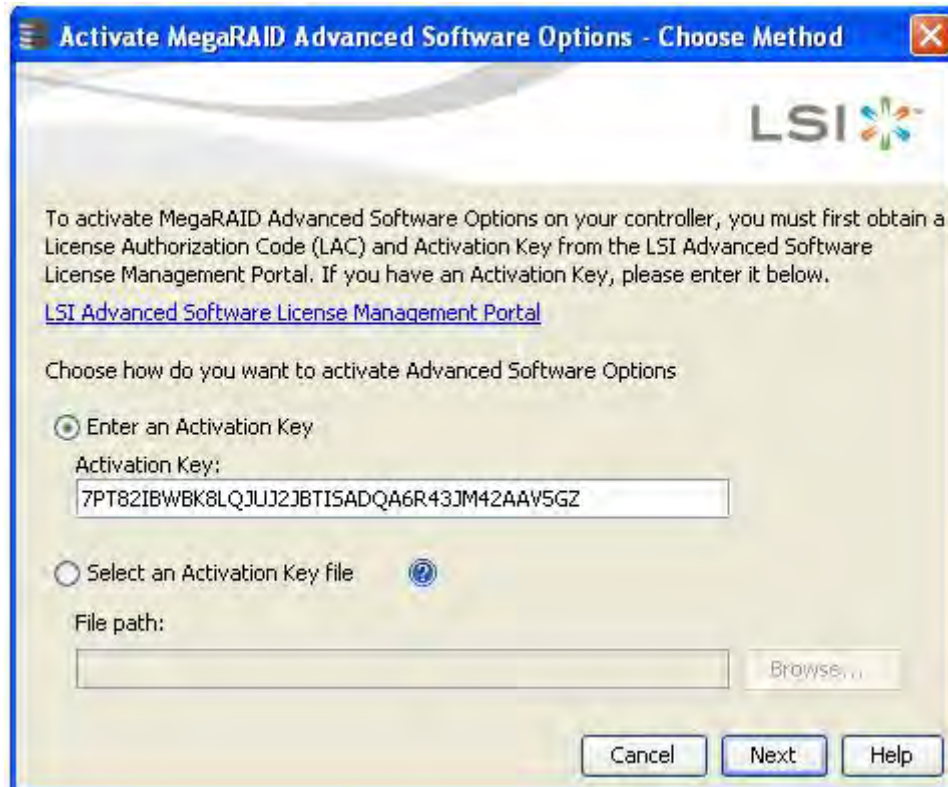 Activate MegaRAID Advanced Software Options - Choose Method
LSI
To activate MegaRAID Advanced Software Options on your controller, you must first obtain a
License Authorization Code (LAC) and Activation Key from the LSI Advanced Software
License Management Portal. If you have an Activation Key, please enter it below.
LSI Advanced Software License Management Portal
Choose how do you want to activate Advanced Software Options
Enter an Activation Key
Activation Key:
7PT82IBWBK8LQJUJ2JBTISADQA6R43JM42AAV5GZ
Select an Activation Key file
File path:
Browse...
Cancel
Next
Help